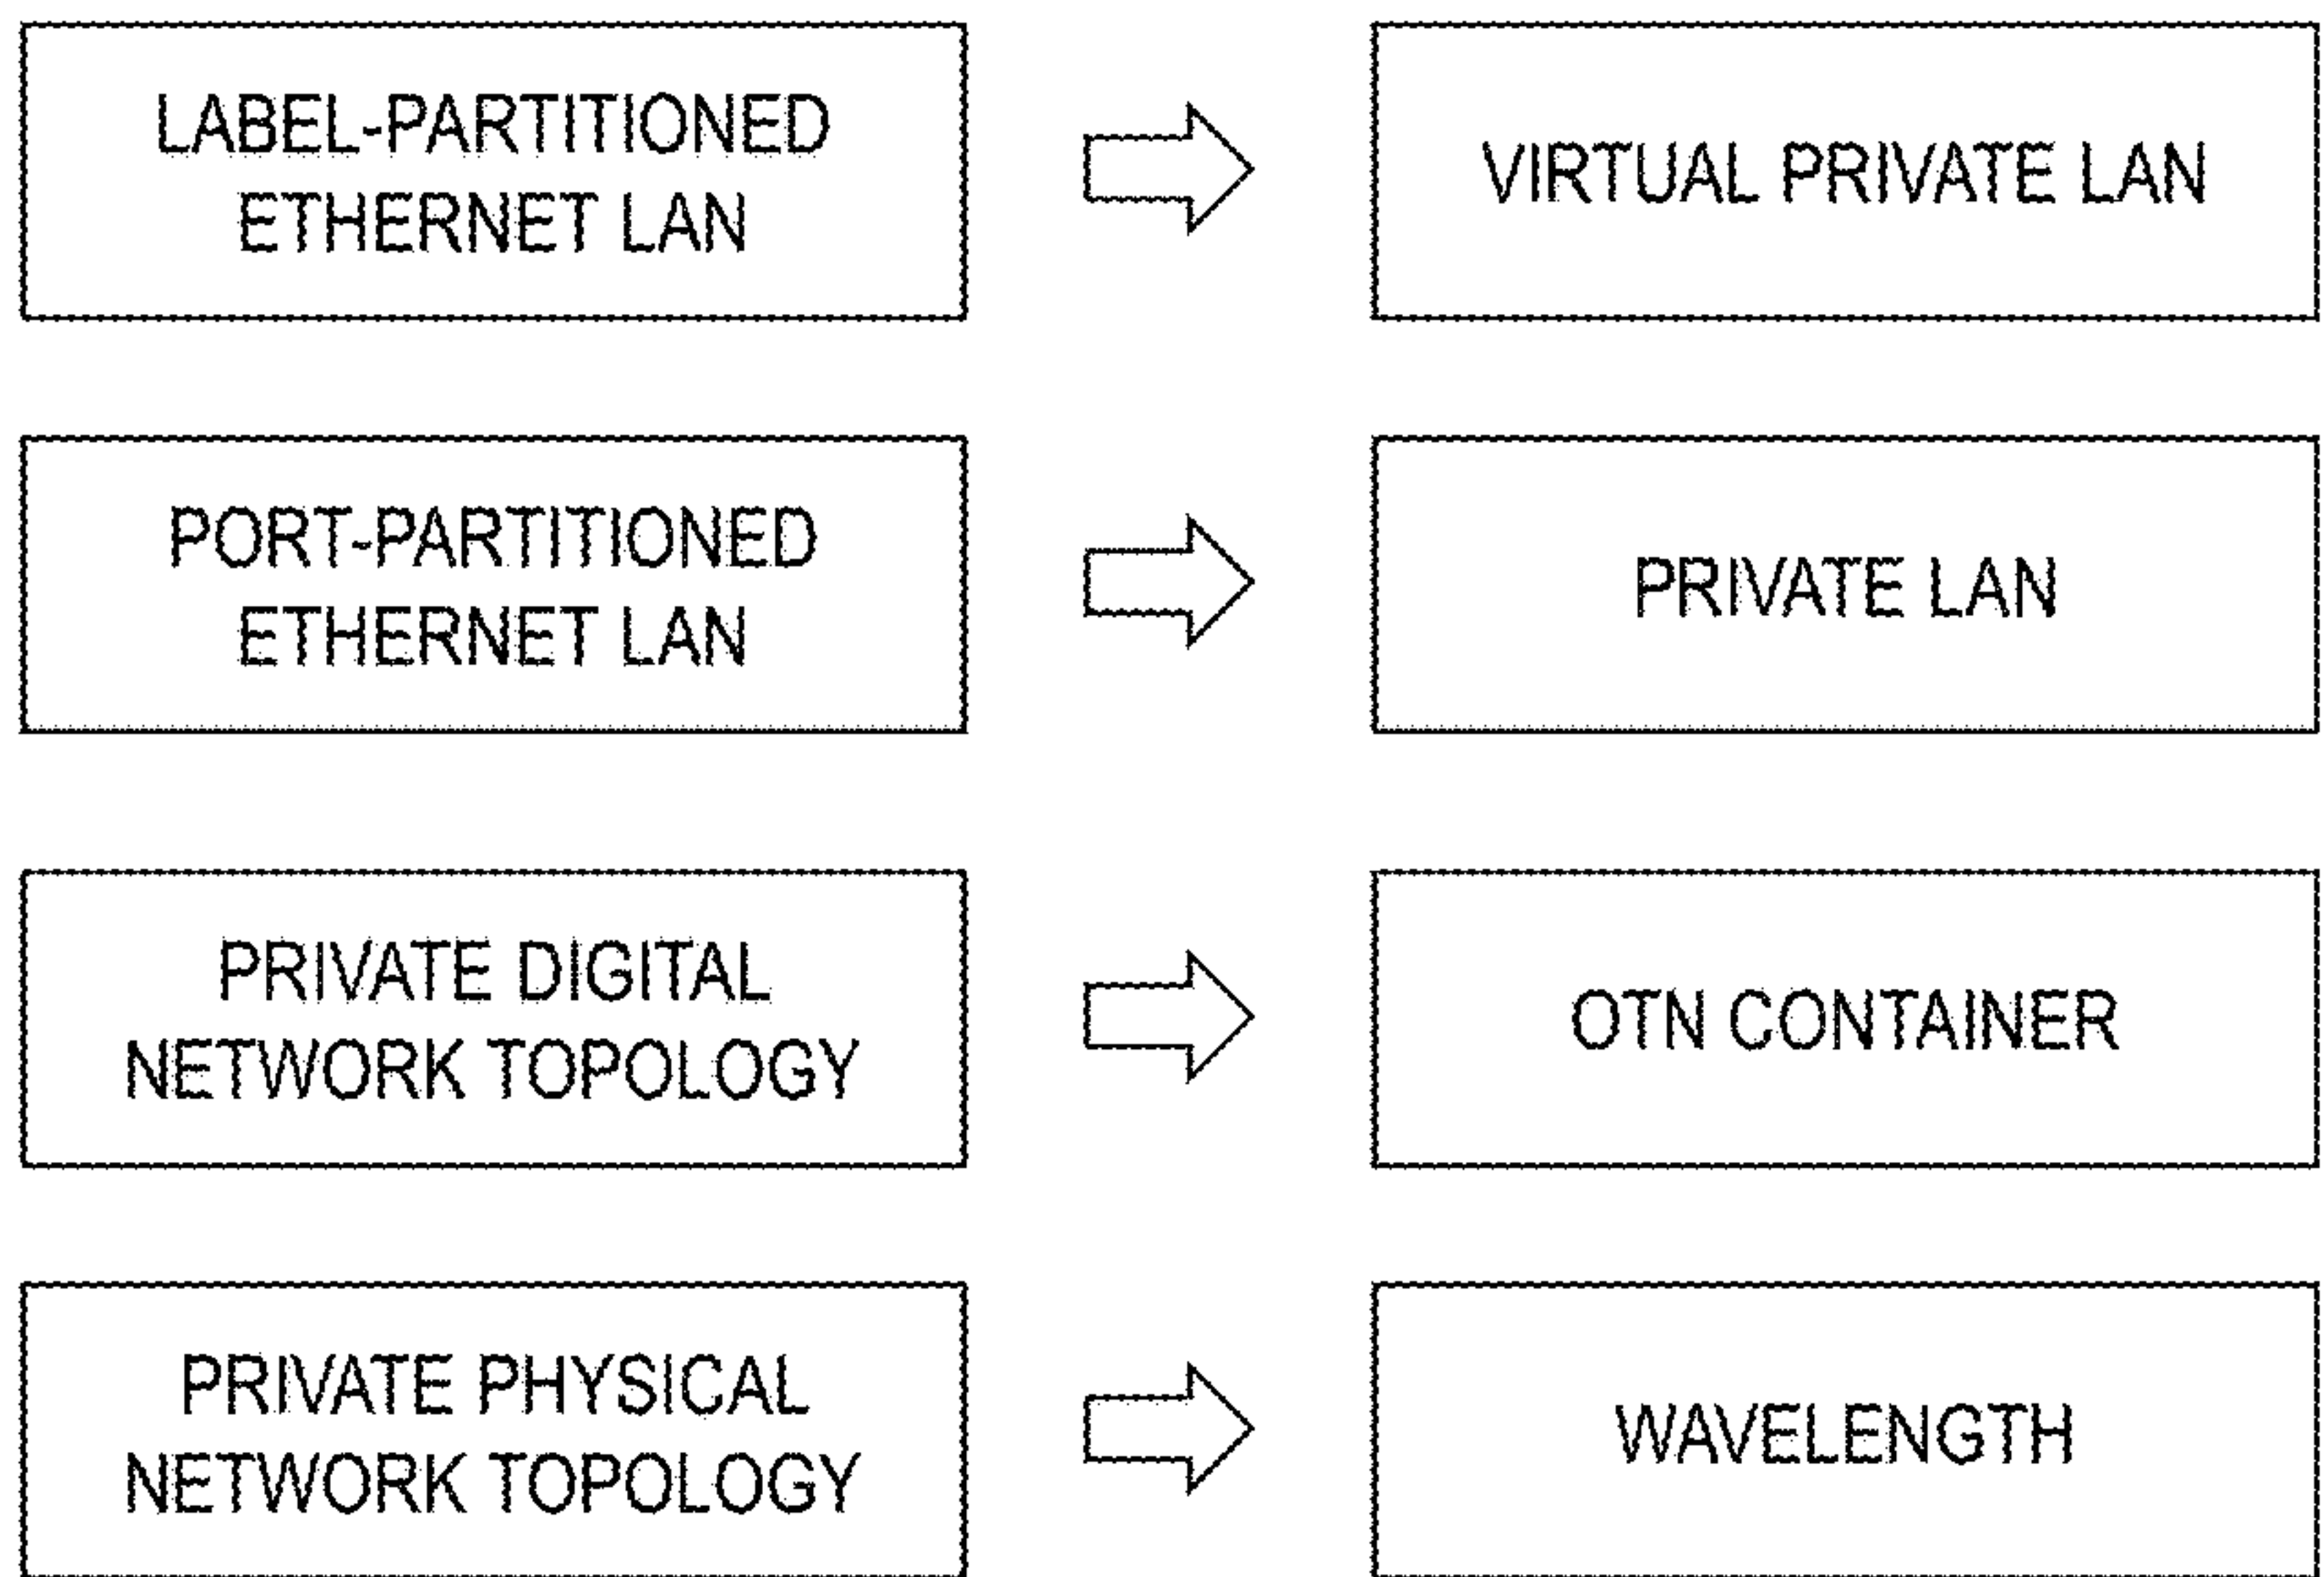 LABEL-PARTITIONED
ETHERNET LAN
VIRTUAL PRIVATE LAN
PORT-PARTITIONED
ETHERNET LAN
PRIVATE LAN
PRIVATE DIGITAL
NETWORK TOPOLOGY
OTN CONTAINER
PRIVATE PHYSICAL
NETWORK TOPOLOGY
WAVELENGTH